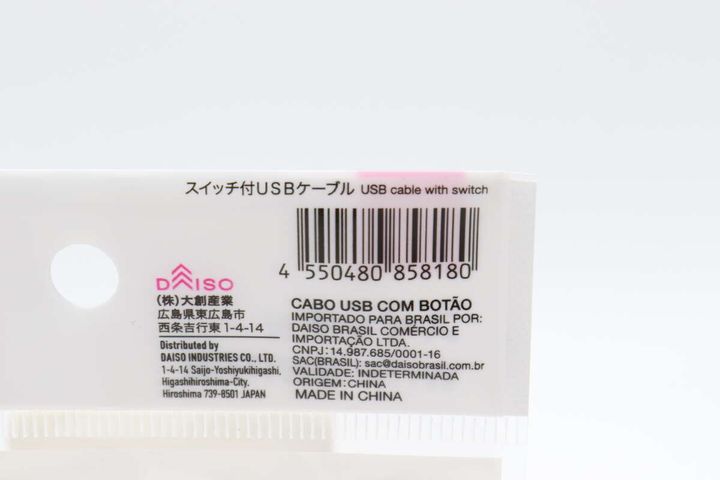 スイッチ付USBケーブル USB cable with switch
4 550480 858180
DAISO
(株)大創産業
広島県東広島市
西条吉行東1-4-14
Distributed by
DAISO INDUSTRIES CO., LTD.
1-4-14 Saijo-Yoshiyukihigashi,
Higashihiroshima-City,
Hiroshima 739-8501 JAPAN
CABO USB COM BOTÃO
IMPORTADO PARA BRASIL POR:
DAISO BRASIL COMÉRCIO E
IMPORTAÇÃO LTDA.
CNPJ: 14.987.685/0001-16
SAC(BRASIL): sac@daisobrasil.com.br
VALIDADE: INDETERMINADA
ORIGEM: CHINA
MADE IN CHINA